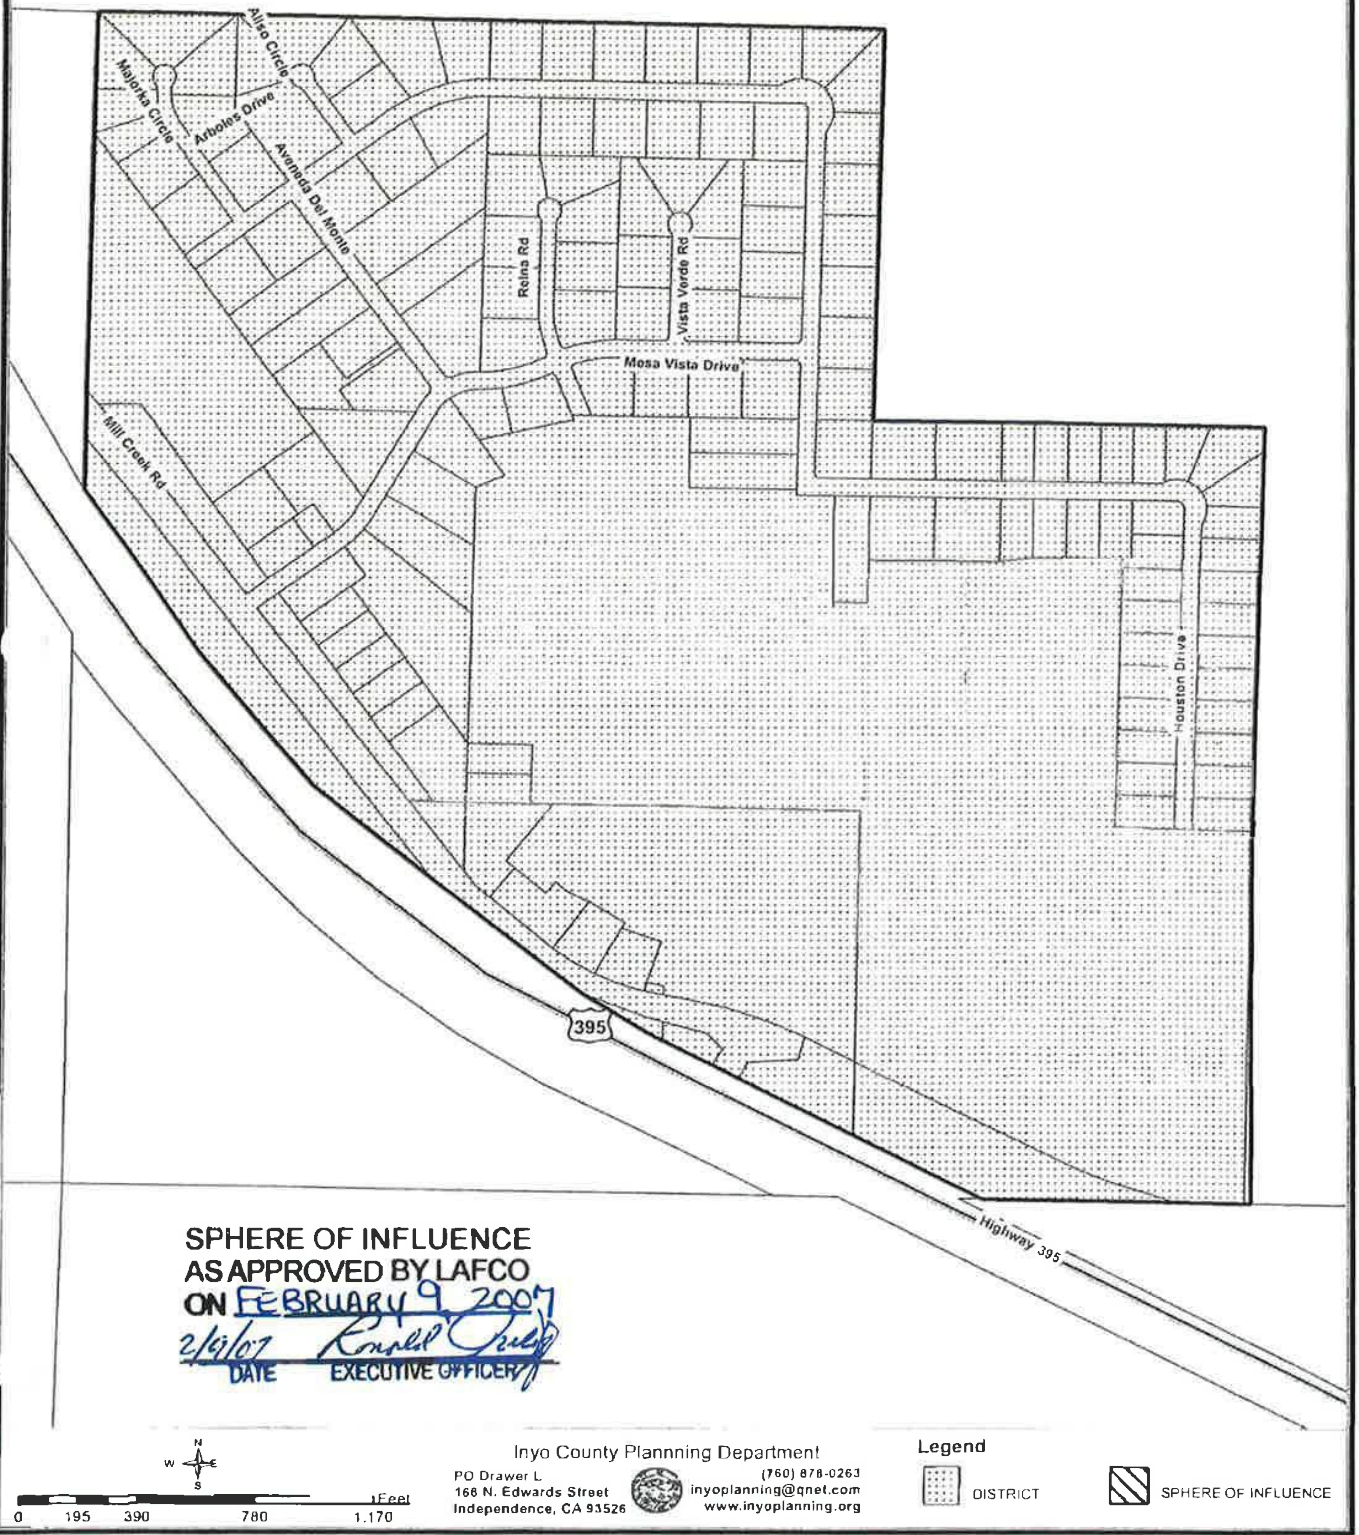 Aliso Circle
Majorka Circle
Arboles Drive
Avaneda Del Monte
Reina Rd
Vista Verde Rd
Mesa Vista Drive
Mill Creek Rd
Houston Drive
395
Highway 395
SPHERE OF INFLUENCE
AS APPROVED BY LAFCO
ON FEBRUARY 9, 2007
2/9/07 Ronald
DATE EXECUTIVE OFFICER
N
W E
S
Feet
0 195 390 780 1,170
Inyo County Plannning Department
PO Drawer L
168 N. Edwards Street
Independence, CA 93526
(760) 878-0263
inyoplanning@qnet.com
www.inyoplanning.org
Legend
DISTRICT
SPHERE OF INFLUENCE